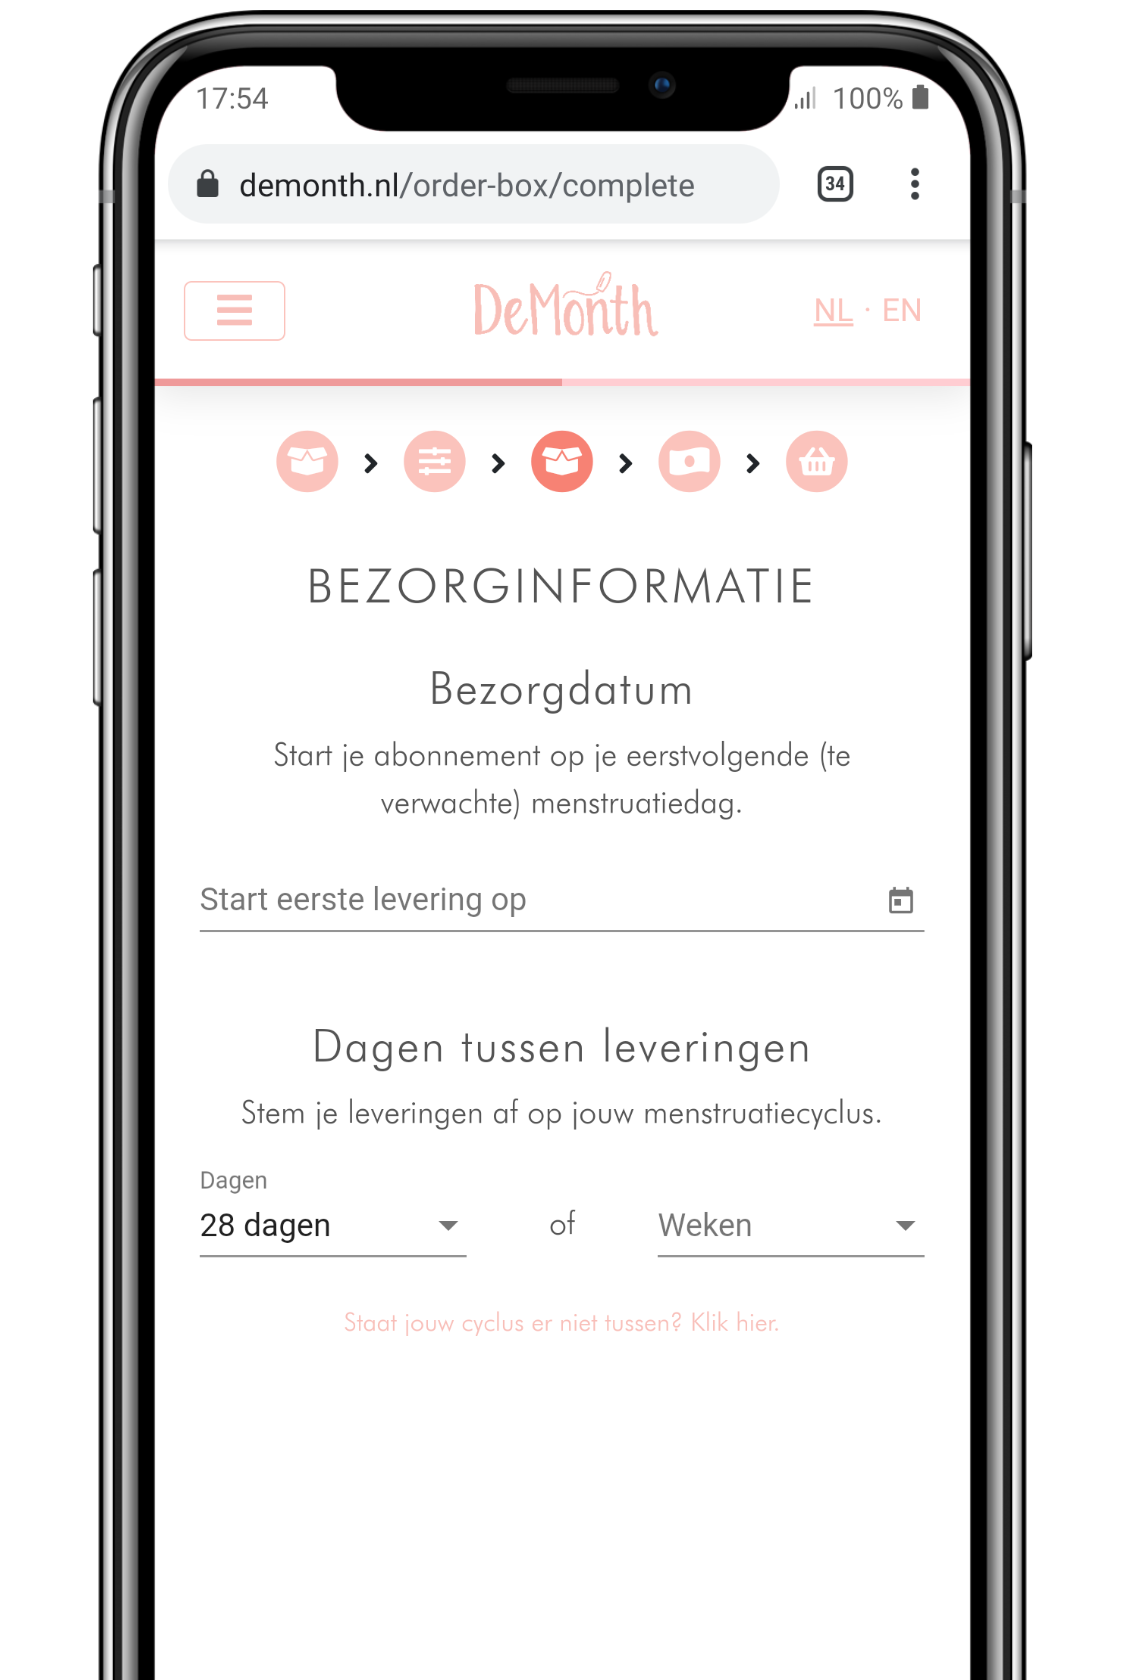 17:54
100%
demonth.nl/order-box/complete
34
DeMonth
NL · EN
BEZORGINFORMATIE
Bezorgdatum
Start je abonnement op je eerstvolgende (te
verwachte) menstruatiedag.
Start eerste levering op
Dagen tussen leveringen
Stem je leveringen af op jouw menstruatiecyclus.
Dagen
28 dagen
of
Weken
Staat jouw cyclus er niet tussen? Klik hier.